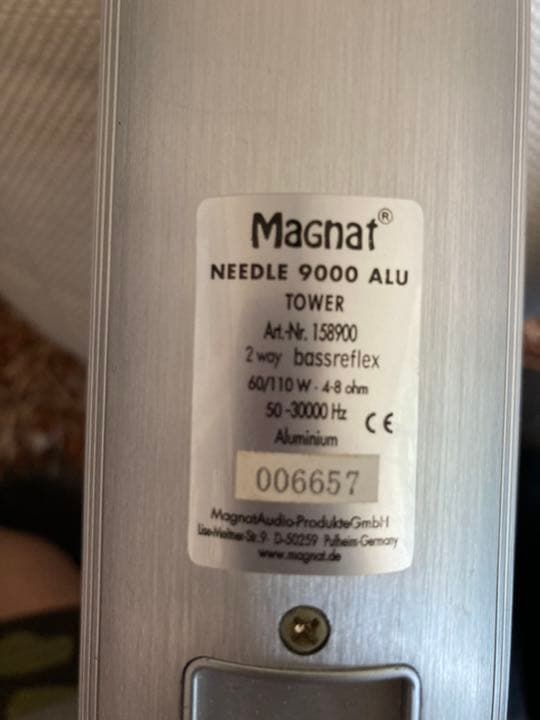 Magnat®
NEEDLE 9000 ALU
TOWER
Art.-Nr. 158900
2 way bassreflex
60/110 W - 4-8 ohm
50 -30000 Hz
CE
Aluminium
006657
MagnatAudio-ProdukteGmbH
Lise-Meitner-Str. 9 · D-50259 Pulheim-Germany
www.magnat.de